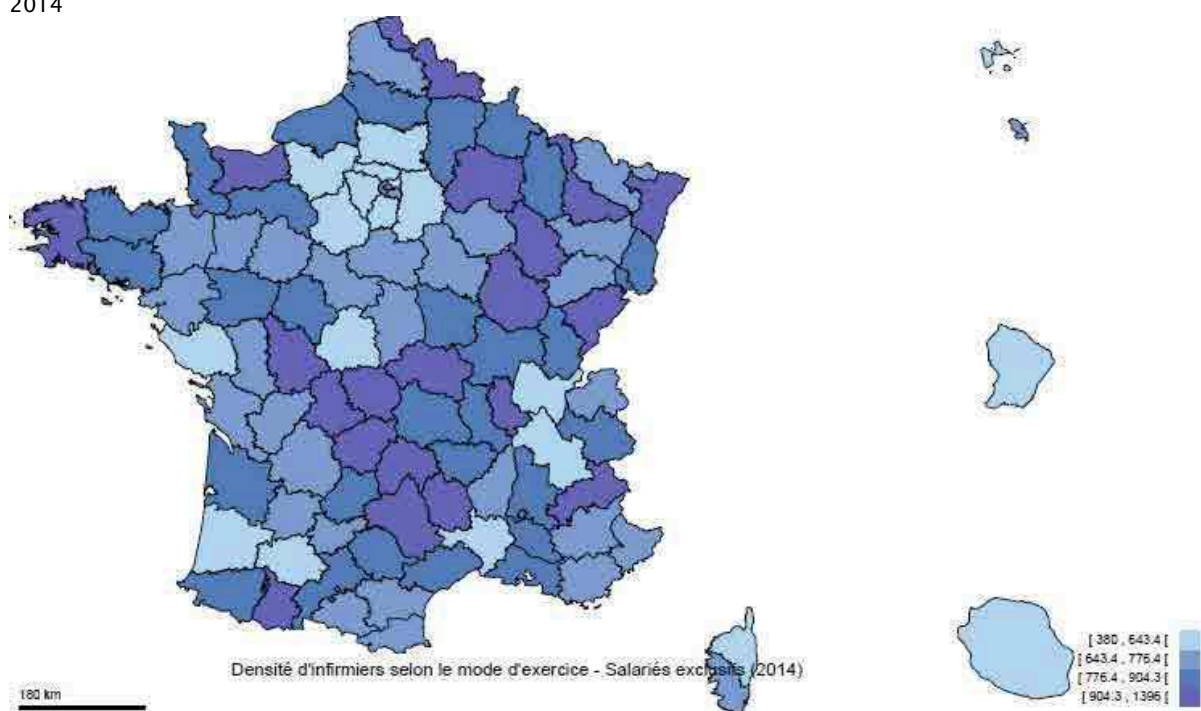 2014
[ 380 , 643.4 [
[ 643.4 , 776.4 [
Densité d'infirmiers selon le mode d'exercice - Salariés exclusifs (2014)
[ 776.4 , 904.3 [
180 km
[ 904.3 , 1396 [